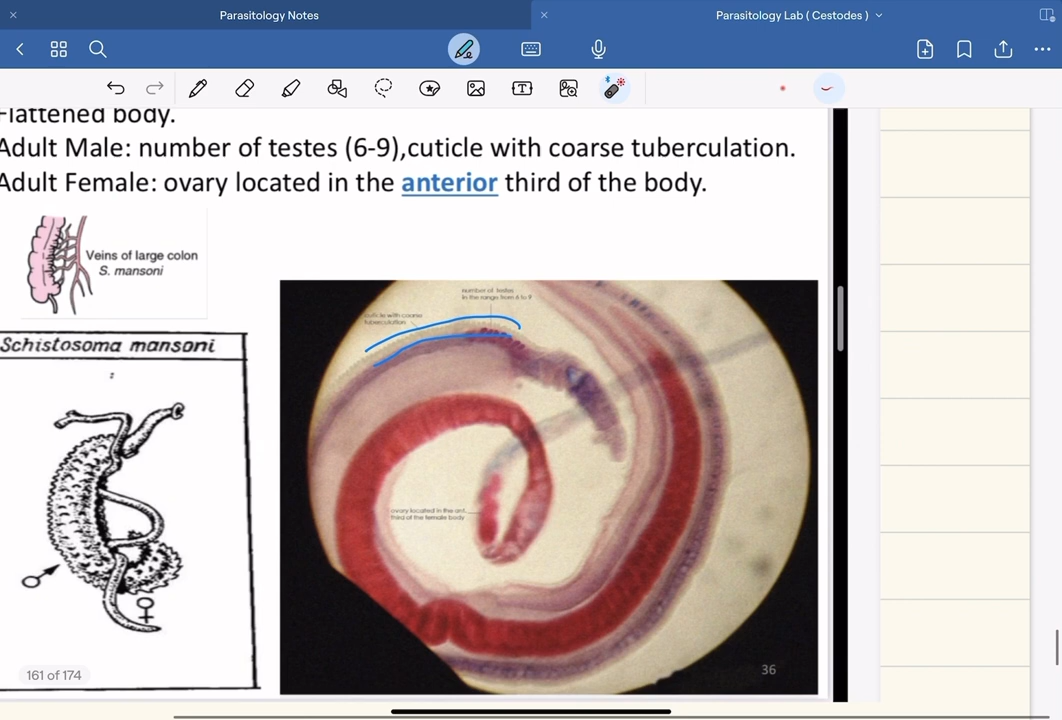 Parasitology Notes
Parasitology Lab ( Cestodes )
Flattened body.
Adult Male: number of testes (6-9),cuticle with coarse tuberculation.
Adult Female: ovary located in the anterior third of the body.
Veins of large colon
S. mansoni
number of testes
in the range from 6 to 9
cuticle with coarse
tuberculation
Schistosoma mansoni
ovary located in the ant.
third of the female body
161 of 174
36